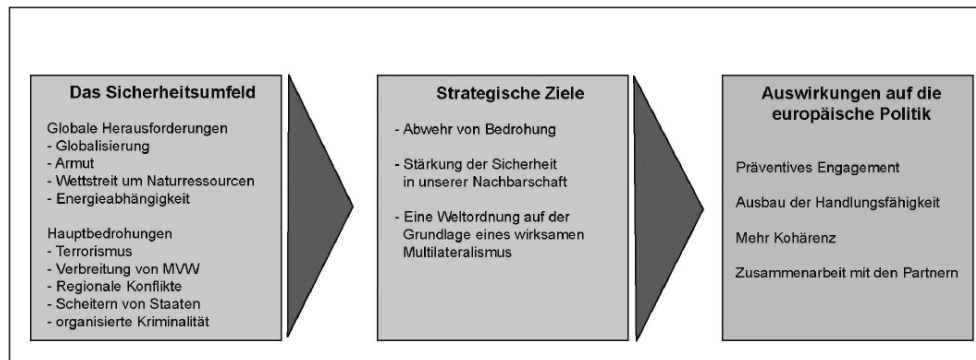 Das Sicherheitsumfeld
Globale Herausforderungen
- Globalisierung
- Armut
- Wettstreit um Naturressourcen
- Energieabhängigkeit
Hauptbedrohungen
- Terrorismus
- Verbreitung von MVW
- Regionale Konflikte
- Scheitern von Staaten
- organisierte Kriminalität
Strategische Ziele
- Abwehr von Bedrohung
- Stärkung der Sicherheit
in unserer Nachbarschaft
- Eine Weltordnung auf der
Grundlage eines wirksamen
Multilateralismus
Auswirkungen auf die
europäische Politik
Präventives Engagement
Ausbau der Handlungsfähigkeit
Mehr Kohärenz
Zusammenarbeit mit den Partnern